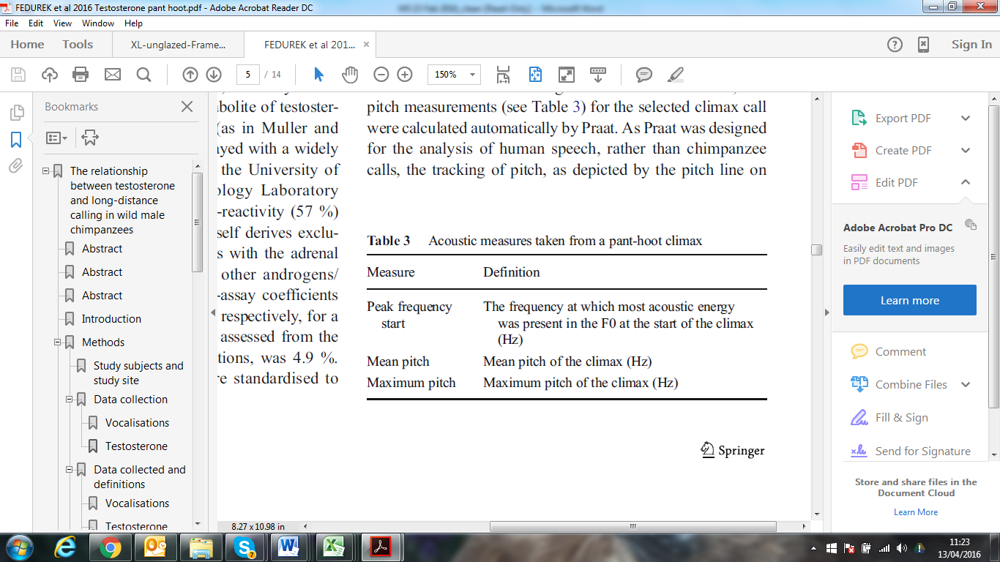 FEDUREK et al 2016 Testosterone pant hoot.pdf - Adobe Acrobat Reader DC
File Edit View Window Help
Home Tools XL-unglazed-Frame... FEDUREK et al 201... × Sign In
5 / 14 150%
Bookmarks
The relationship
between testosterone
and long-distance
calling in wild male
chimpanzees
Abstract
Abstract
Abstract
Introduction
Methods
Study subjects and
study site
Data collection
Vocalisations
Testosterone
Data collected and
definitions
Vocalisations
Testosterone
bolite of testoster-
(as in Muller and
yed with a widely
the University of
ology Laboratory
-reactivity (57 %)
self derives exclu-
s with the adrenal
other androgens/
-assay coefficients
respectively, for a
assessed from the
tions, was 4.9 %.
re standardised to
pitch measurements (see Table 3) for the selected climax call
were calculated automatically by Praat. As Praat was designed
for the analysis of human speech, rather than chimpanzee
calls, the tracking of pitch, as depicted by the pitch line on
Table 3 Acoustic measures taken from a pant-hoot climax
Measure Definition
Peak frequency The frequency at which most acoustic energy
start was present in the F0 at the start of the climax
(Hz)
Mean pitch Mean pitch of the climax (Hz)
Maximum pitch Maximum pitch of the climax (Hz)
Springer
8.27 x 10.98 in
Export PDF
Create PDF
Edit PDF
Adobe Acrobat Pro DC
Easily edit text and images
in PDF documents
Learn more
Comment
Combine Files
Fill & Sign
Send for Signature
Store and share files in the
Document Cloud
Learn More
11:23
13/04/2016